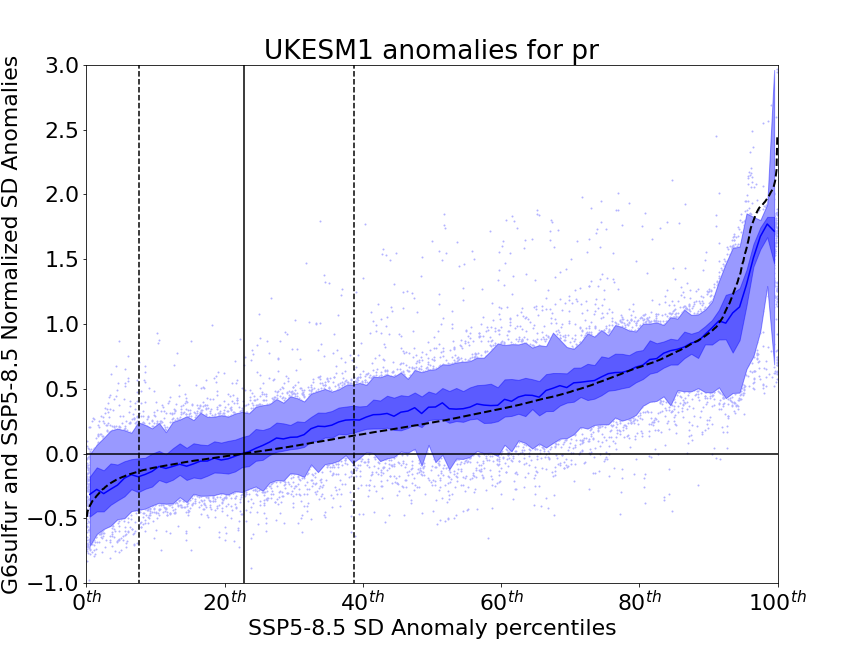 UKESM1 anomalies for pr
G6sulfur and SSP5-8.5 Normalized SD Anomalies
3.0
2.5
2.0
1.5
1.0
0.5
0.0
−0.5
−1.0
0th 20th 40th 60th 80th 100th
SSP5-8.5 SD Anomaly percentiles